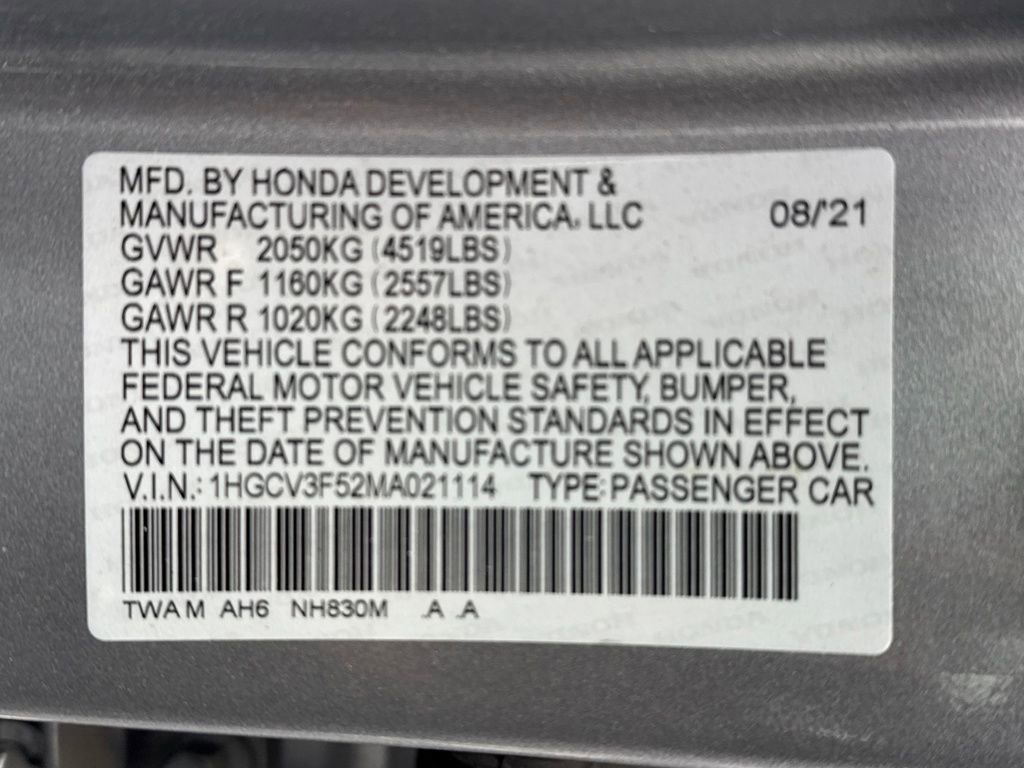 MFD. BY HONDA DEVELOPMENT &
MANUFACTURING OF AMERICA, LLC 08/'21
GVWR 2050KG (4519LBS)
GAWR F 1160KG (2557LBS)
GAWR R 1020KG (2248LBS)
THIS VEHICLE CONFORMS TO ALL APPLICABLE
FEDERAL MOTOR VEHICLE SAFETY, BUMPER,
AND THEFT PREVENTION STANDARDS IN EFFECT
ON THE DATE OF MANUFACTURE SHOWN ABOVE.
V.I.N.: 1HGCV3F52MA021114 TYPE: PASSENGER CAR
TWA M AH6 NH830M .A .A